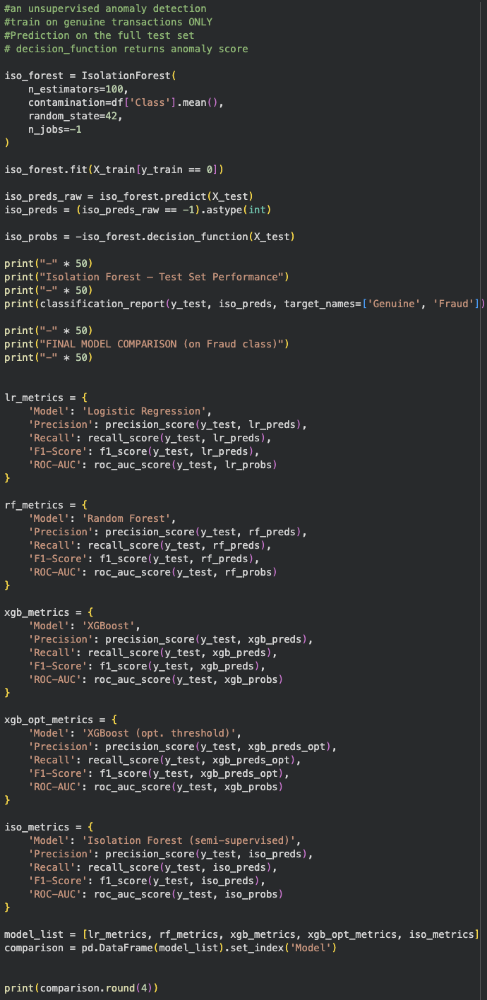 #an unsupervised anomaly detection
#train on genuine transactions ONLY
#Prediction on the full test set
# decision_function returns anomaly score

iso_forest = IsolationForest(
    n_estimators=100,
    contamination=df['Class'].mean(),
    random_state=42,
    n_jobs=-1
)

iso_forest.fit(X_train[y_train == 0])

iso_preds_raw = iso_forest.predict(X_test)
iso_preds = (iso_preds_raw == -1).astype(int)

iso_probs = -iso_forest.decision_function(X_test)

print("-" * 50)
print("Isolation Forest — Test Set Performance")
print("-" * 50)
print(classification_report(y_test, iso_preds, target_names=['Genuine', 'Fraud'])

print("-" * 50)
print("FINAL MODEL COMPARISON (on Fraud class)")
print("-" * 50)


lr_metrics = {
    'Model': 'Logistic Regression',
    'Precision': precision_score(y_test, lr_preds),
    'Recall': recall_score(y_test, lr_preds),
    'F1-Score': f1_score(y_test, lr_preds),
    'ROC-AUC': roc_auc_score(y_test, lr_probs)
}

rf_metrics = {
    'Model': 'Random Forest',
    'Precision': precision_score(y_test, rf_preds),
    'Recall': recall_score(y_test, rf_preds),
    'F1-Score': f1_score(y_test, rf_preds),
    'ROC-AUC': roc_auc_score(y_test, rf_probs)
}

xgb_metrics = {
    'Model': 'XGBoost',
    'Precision': precision_score(y_test, xgb_preds),
    'Recall': recall_score(y_test, xgb_preds),
    'F1-Score': f1_score(y_test, xgb_preds),
    'ROC-AUC': roc_auc_score(y_test, xgb_probs)
}

xgb_opt_metrics = {
    'Model': 'XGBoost (opt. threshold)',
    'Precision': precision_score(y_test, xgb_preds_opt),
    'Recall': recall_score(y_test, xgb_preds_opt),
    'F1-Score': f1_score(y_test, xgb_preds_opt),
    'ROC-AUC': roc_auc_score(y_test, xgb_probs)
}

iso_metrics = {
    'Model': 'Isolation Forest (semi-supervised)',
    'Precision': precision_score(y_test, iso_preds),
    'Recall': recall_score(y_test, iso_preds),
    'F1-Score': f1_score(y_test, iso_preds),
    'ROC-AUC': roc_auc_score(y_test, iso_probs)
}

model_list = [lr_metrics, rf_metrics, xgb_metrics, xgb_opt_metrics, iso_metrics]
comparison = pd.DataFrame(model_list).set_index('Model')


print(comparison.round(4))